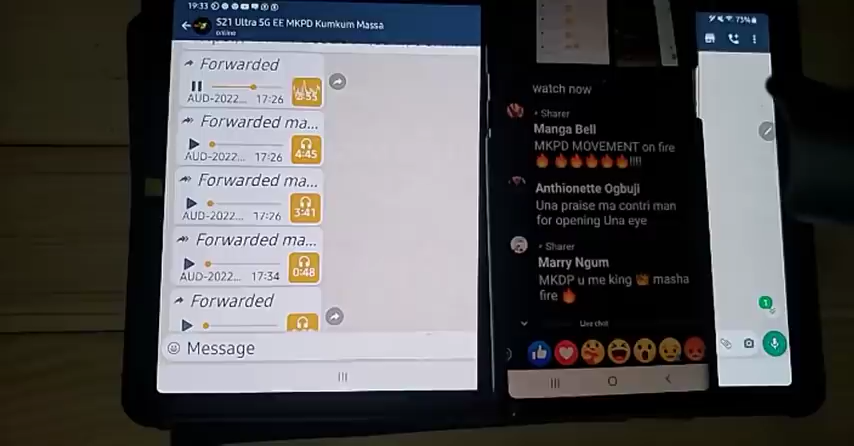 19:33
S21 Ultra 5G EE MKPD Kumkum Massa
online
Forwarded
AUD-2022... 17:26
Forwarded ma...
4:45
AUD-2022... 17:26
Forwarded ma...
3:41
AUD-2022... 17:26
Forwarded ma...
0:48
AUD-2022... 17:34
Forwarded
Message
watch now
• Sharer
Manga Bell
MKPD MOVEMENT on fire
🔥🔥🔥🔥🔥🔥!!!!
Anthionette Ogbuji
Una praise ma contri man
for opening Una eye
• Sharer
Marry Ngum
MKDP u me king 👑 masha
fire 🔥
Live chat
73%
1